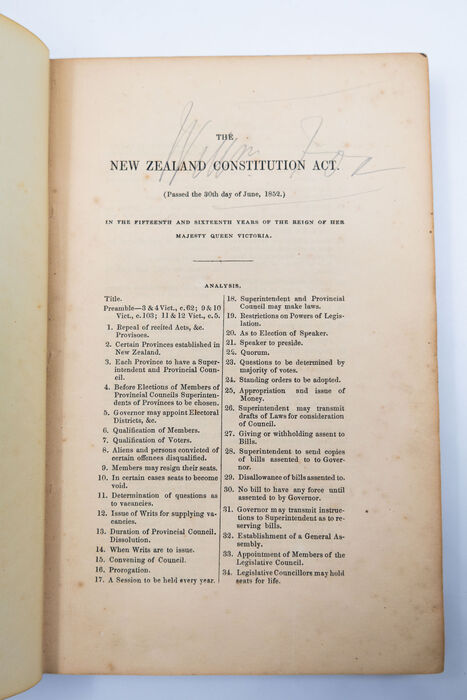 THE
NEW ZEALAND CONSTITUTION ACT.
(Passed the 30th day of June, 1852.)
IN THE FIFTEENTH AND SIXTEENTH YEARS OF THE REIGN OF HER
MAJESTY QUEEN VICTORIA.
ANALYSIS.
Title.
Preamble—3 & 4 Vict., c. 62; 9 & 10
Vict., c. 103; 11 & 12 Vict., c. 5.
1. Repeal of recited Acts, &c.
Provisoes.
2. Certain Provinces established in
New Zealand.
3. Each Province to have a Super-
intendent and Provincial Coun-
cil.
4. Before Elections of Members of
Provincial Councils Superinten-
dents of Provinces to be chosen.
5. Governor may appoint Electoral
Districts, &c.
6. Qualification of Members.
7. Qualification of Voters.
8. Aliens and persons convicted of
certain offences disqualified.
9. Members may resign their seats.
10. In certain cases seats to become
void.
11. Determination of questions as
to vacancies.
12. Issue of Writs for supplying va-
cancies.
13. Duration of Provincial Council.
Dissolution.
14. When Writs are to issue.
15. Convening of Council.
16. Prorogation.
17. A Session to be held every year.
18. Superintendent and Provincial
Council may make laws.
19. Restrictions on Powers of Legis-
lation.
20. As to Election of Speaker.
21. Speaker to preside.
22. Quorum.
23. Questions to be determined by
majority of votes.
24. Standing orders to be adopted.
25. Appropriation and issue of
Money.
26. Superintendent may transmit
drafts of Laws for consideration
of Council.
27. Giving or withholding assent to
Bills.
28. Superintendent to send copies
of bills assented to to Gover-
nor.
29. Disallowance of bills assented to.
30. No bill to have any force until
assented to by Governor.
31. Governor may transmit instruc-
tions to Superintendent as to re-
serving bills.
32. Establishment of a General As-
sembly.
33. Appointment of Members of the
Legislative Council.
34. Legislative Councillors may hold
seats for life.